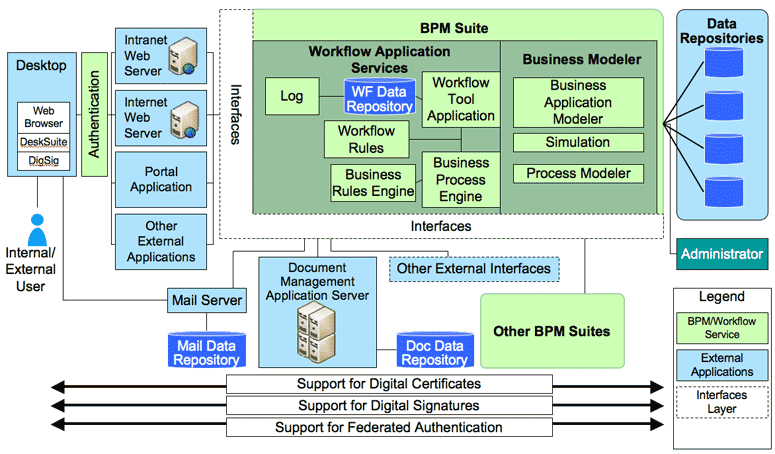 Desktop
Web
Browser
DeskSuite
DigSig
Internal/
External
User
Authentication
Intranet
Web
Server
Internet
Web
Server
Portal
Application
Other
External
Applications
Interfaces
BPM Suite
Workflow Application
Services
Log
WF Data
Repository
Workflow
Tool
Application
Workflow
Rules
Business
Rules Engine
Business
Process
Engine
Business Modeler
Business
Application
Modeler
Simulation
Process Modeler
Interfaces
Data
Repositories
Administrator
Mail Server
Mail Data
Repository
Document
Management
Application Server
Doc Data
Repository
Other External Interfaces
Other BPM Suites
Legend
BPM/Workflow
Service
External
Applications
Interfaces
Layer
Support for Digital Certificates
Support for Digital Signatures
Support for Federated Authentication